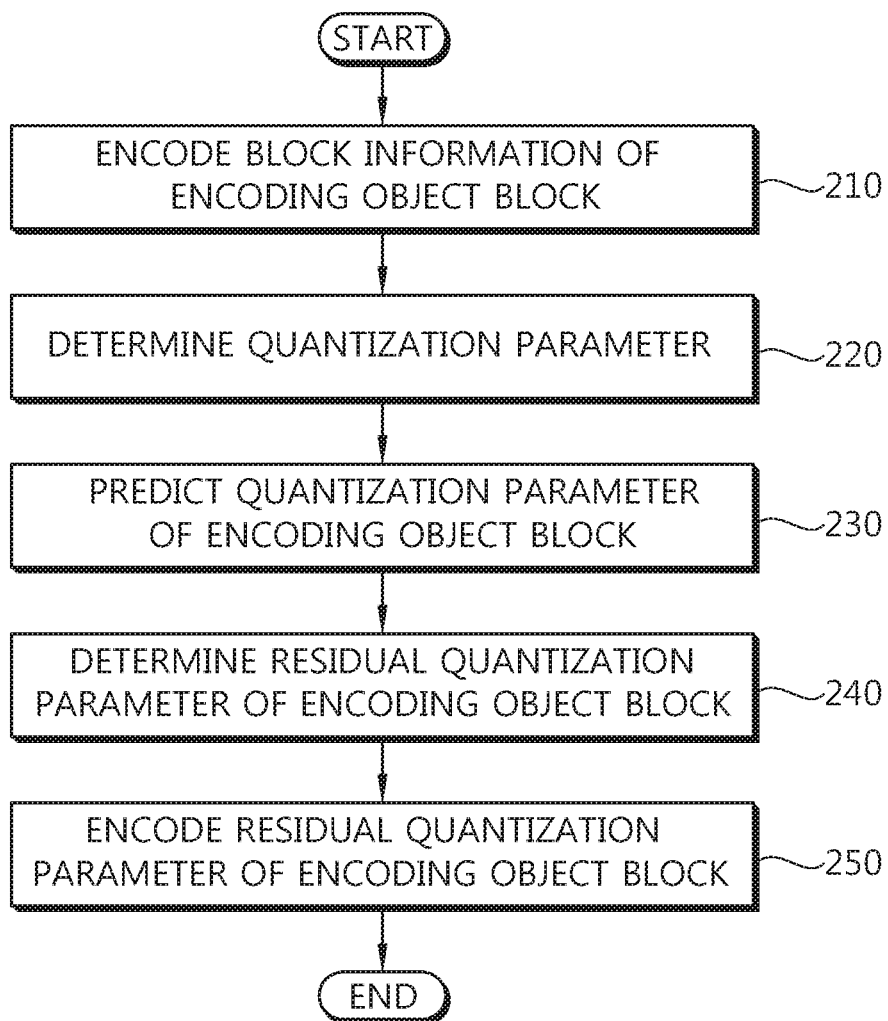 START
ENCODE BLOCK INFORMATION OF
ENCODING OBJECT BLOCK
210
DETERMINE QUANTIZATION PARAMETER
220
PREDICT QUANTIZATION PARAMETER
OF ENCODING OBJECT BLOCK
230
DETERMINE RESIDUAL QUANTIZATION
PARAMETER OF ENCODING OBJECT BLOCK
240
ENCODE RESIDUAL QUANTIZATION
PARAMETER OF ENCODING OBJECT BLOCK
250
END